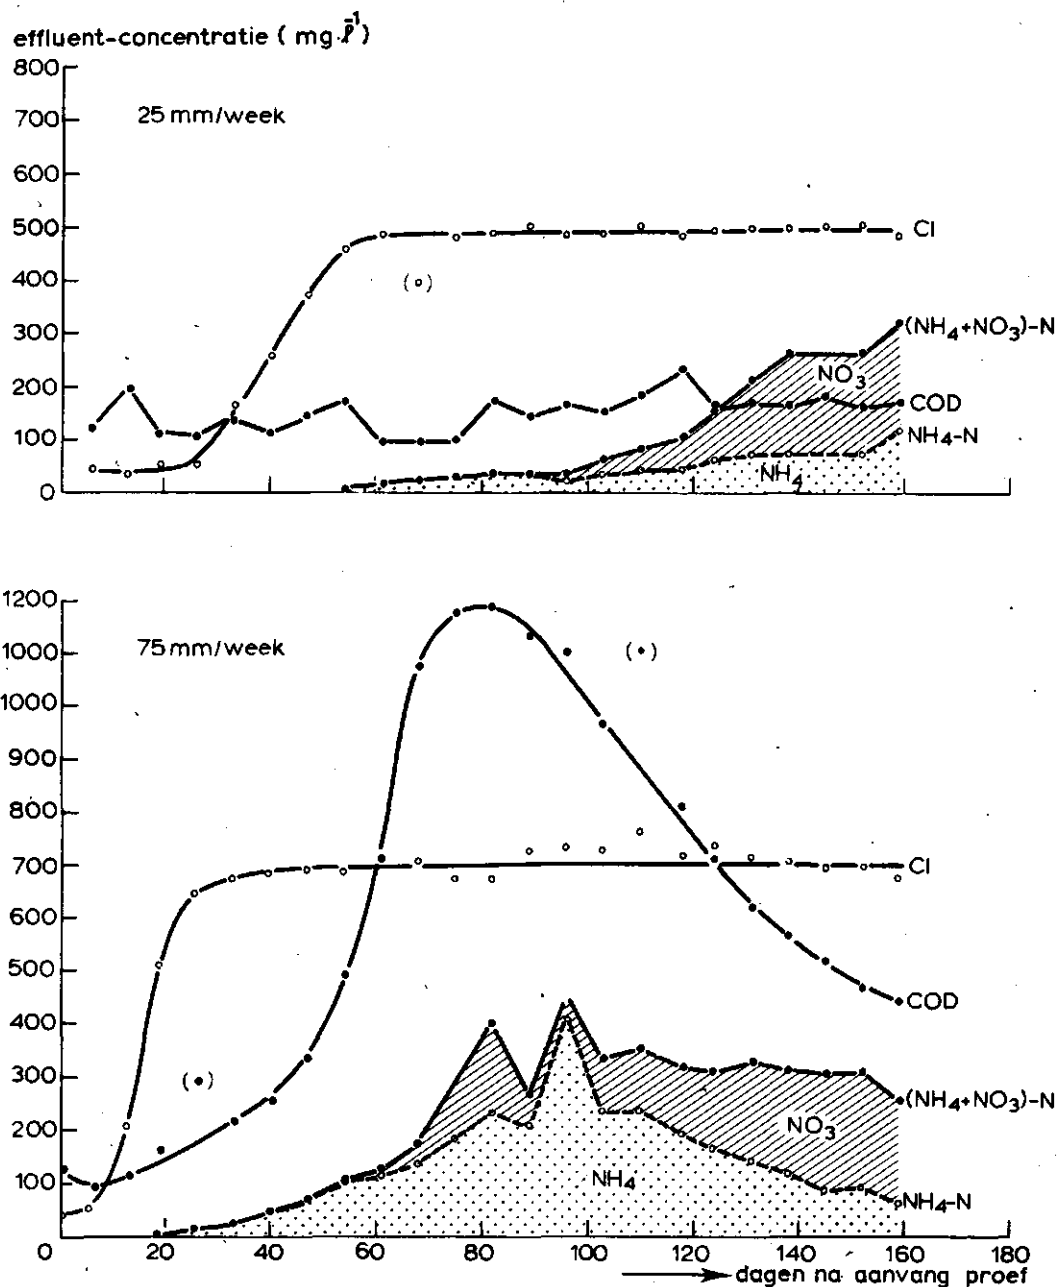 effluent-concentratie ( mg.l⁻¹)
800
700
600
500
400
300
200
100
0
25 mm/week
Cl
(NH₄+NO₃)-N
NO₃
COD
NH₄-N
NH₄
1200
1000
1000
900
800
700
600
500
400
300
200
100
75 mm/week
Cl
COD
(NH₄+NO₃)-N
NO₃
NH₄
NH₄-N
0 20 40 60 80 100 120 140 160 180
dagen na aanvang proef